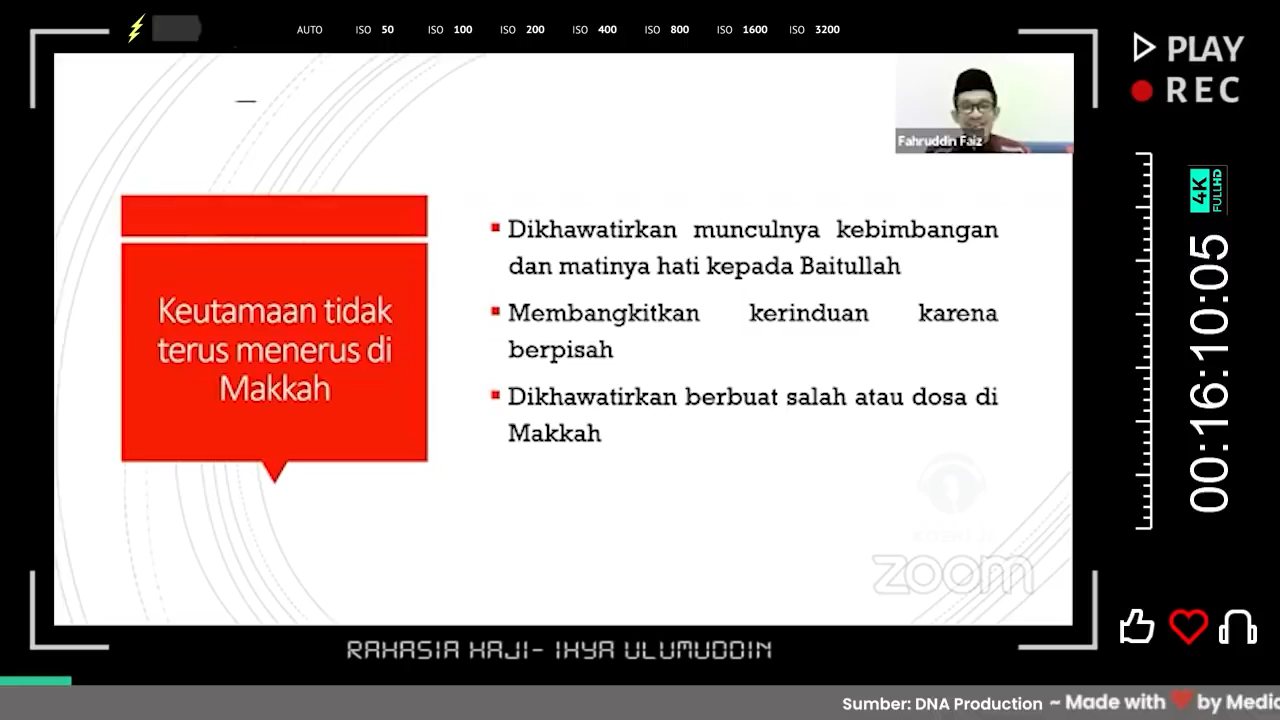 AUTO ISO 50 ISO 100 ISO 200 ISO 400 ISO 800 ISO 1600 ISO 3200
PLAY
REC
Fahruddin Faiz
4K
FULLHD
00:16:10:05
Keutamaan tidak
terus menerus di
Makkah
Dikhawatirkan munculnya kebimbangan
dan matinya hati kepada Baitullah
Membangkitkan kerinduan karena
berpisah
Dikhawatirkan berbuat salah atau dosa di
Makkah
zoom
RAHASIA HAJI- IHYA ULUMUDDIN
Sumber: DNA Production ~ Made with ❤ by Media